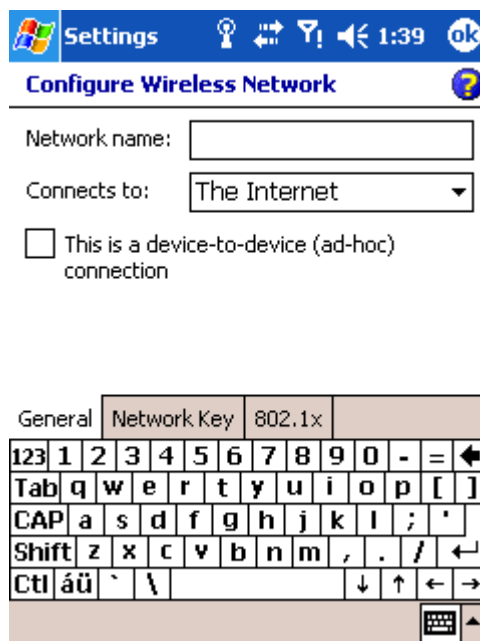 Settings 1:39 ok
Configure Wireless Network ?
Network name:
Connects to: The Internet
This is a device-to-device (ad-hoc)
connection
General Network Key 802.1x
123 1 2 3 4 5 6 7 8 9 0 - = ←
Tab q w e r t y u i o p [ ]
CAP a s d f g h j k l ; '
Shift z x c v b n m , . / ↵
Ctl áü ` \ ↓ ↑ ← →